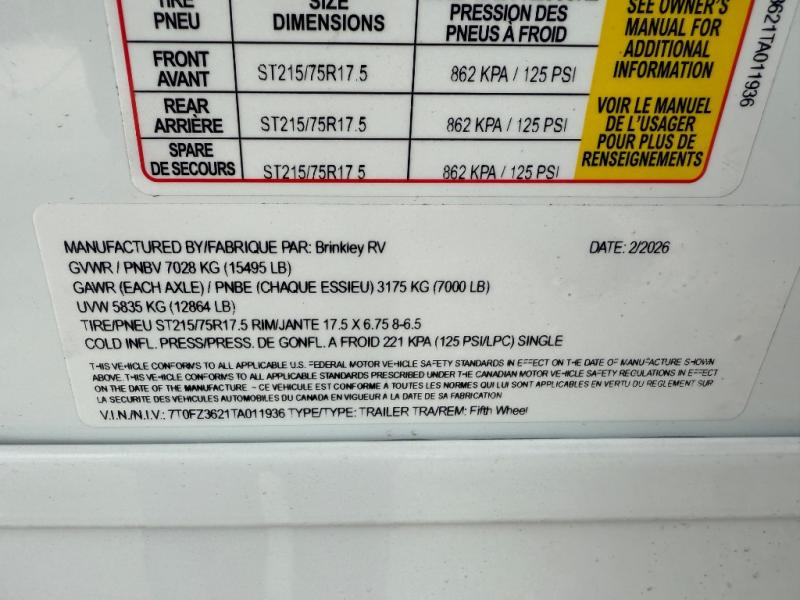 TIRE
PNEU
SIZE
DIMENSIONS
PRESSION DES
PNEUS À FROID
SEE OWNER'S
MANUAL FOR
ADDITIONAL
INFORMATION
FRONT
AVANT
ST215/75R17.5
862 KPA / 125 PSI
REAR
ARRIÈRE
ST215/75R17.5
862 KPA / 125 PSI
SPARE
DE SECOURS
ST215/75R17.5
862 KPA / 125 PSI
VOIR LE MANUEL
DE L'USAGER
POUR PLUS DE
RENSEIGNEMENTS
3621TA011936
MANUFACTURED BY/FABRIQUE PAR: Brinkley RV DATE: 2/2026
GVWR / PNBV 7028 KG (15495 LB)
GAWR (EACH AXLE) / PNBE (CHAQUE ESSIEU) 3175 KG (7000 LB)
UVW 5835 KG (12864 LB)
TIRE/PNEU ST215/75R17.5 RIM/JANTE 17.5 X 6.75 8-6.5
COLD INFL. PRESS/PRESS. DE GONFL. A FROID 221 KPA (125 PSI/LPC) SINGLE
THIS VEHICLE CONFORMS TO ALL APPLICABLE U.S. FEDERAL MOTOR VEHICLE SAFETY STANDARDS IN EFFECT ON THE DATE OF MANUFACTURE SHOWN
ABOVE. THIS VEHICLE CONFORMS TO ALL APPLICABLE STANDARDS PRESCRIBED UNDER THE CANADIAN MOTOR VEHICLE SAFETY REGULATIONS IN EFFECT
ON THE DATE OF THE MANUFACTURE – CE VEHICULE EST CONFORME A TOUTES LES NORMES QUI LUI SONT APPLICABLES EN VERTU DU REGLEMENT SUR
LA SECURITE DES VÉHICULES AUTOMOBILES DU CANADA EN VIGUEUR A LA DATE DE SA FABRICATION
V.I.N./N.I.V.: 7T0FZ3621TA011936 TYPE/TYPE: TRAILER TRA/REM: Fifth Wheel